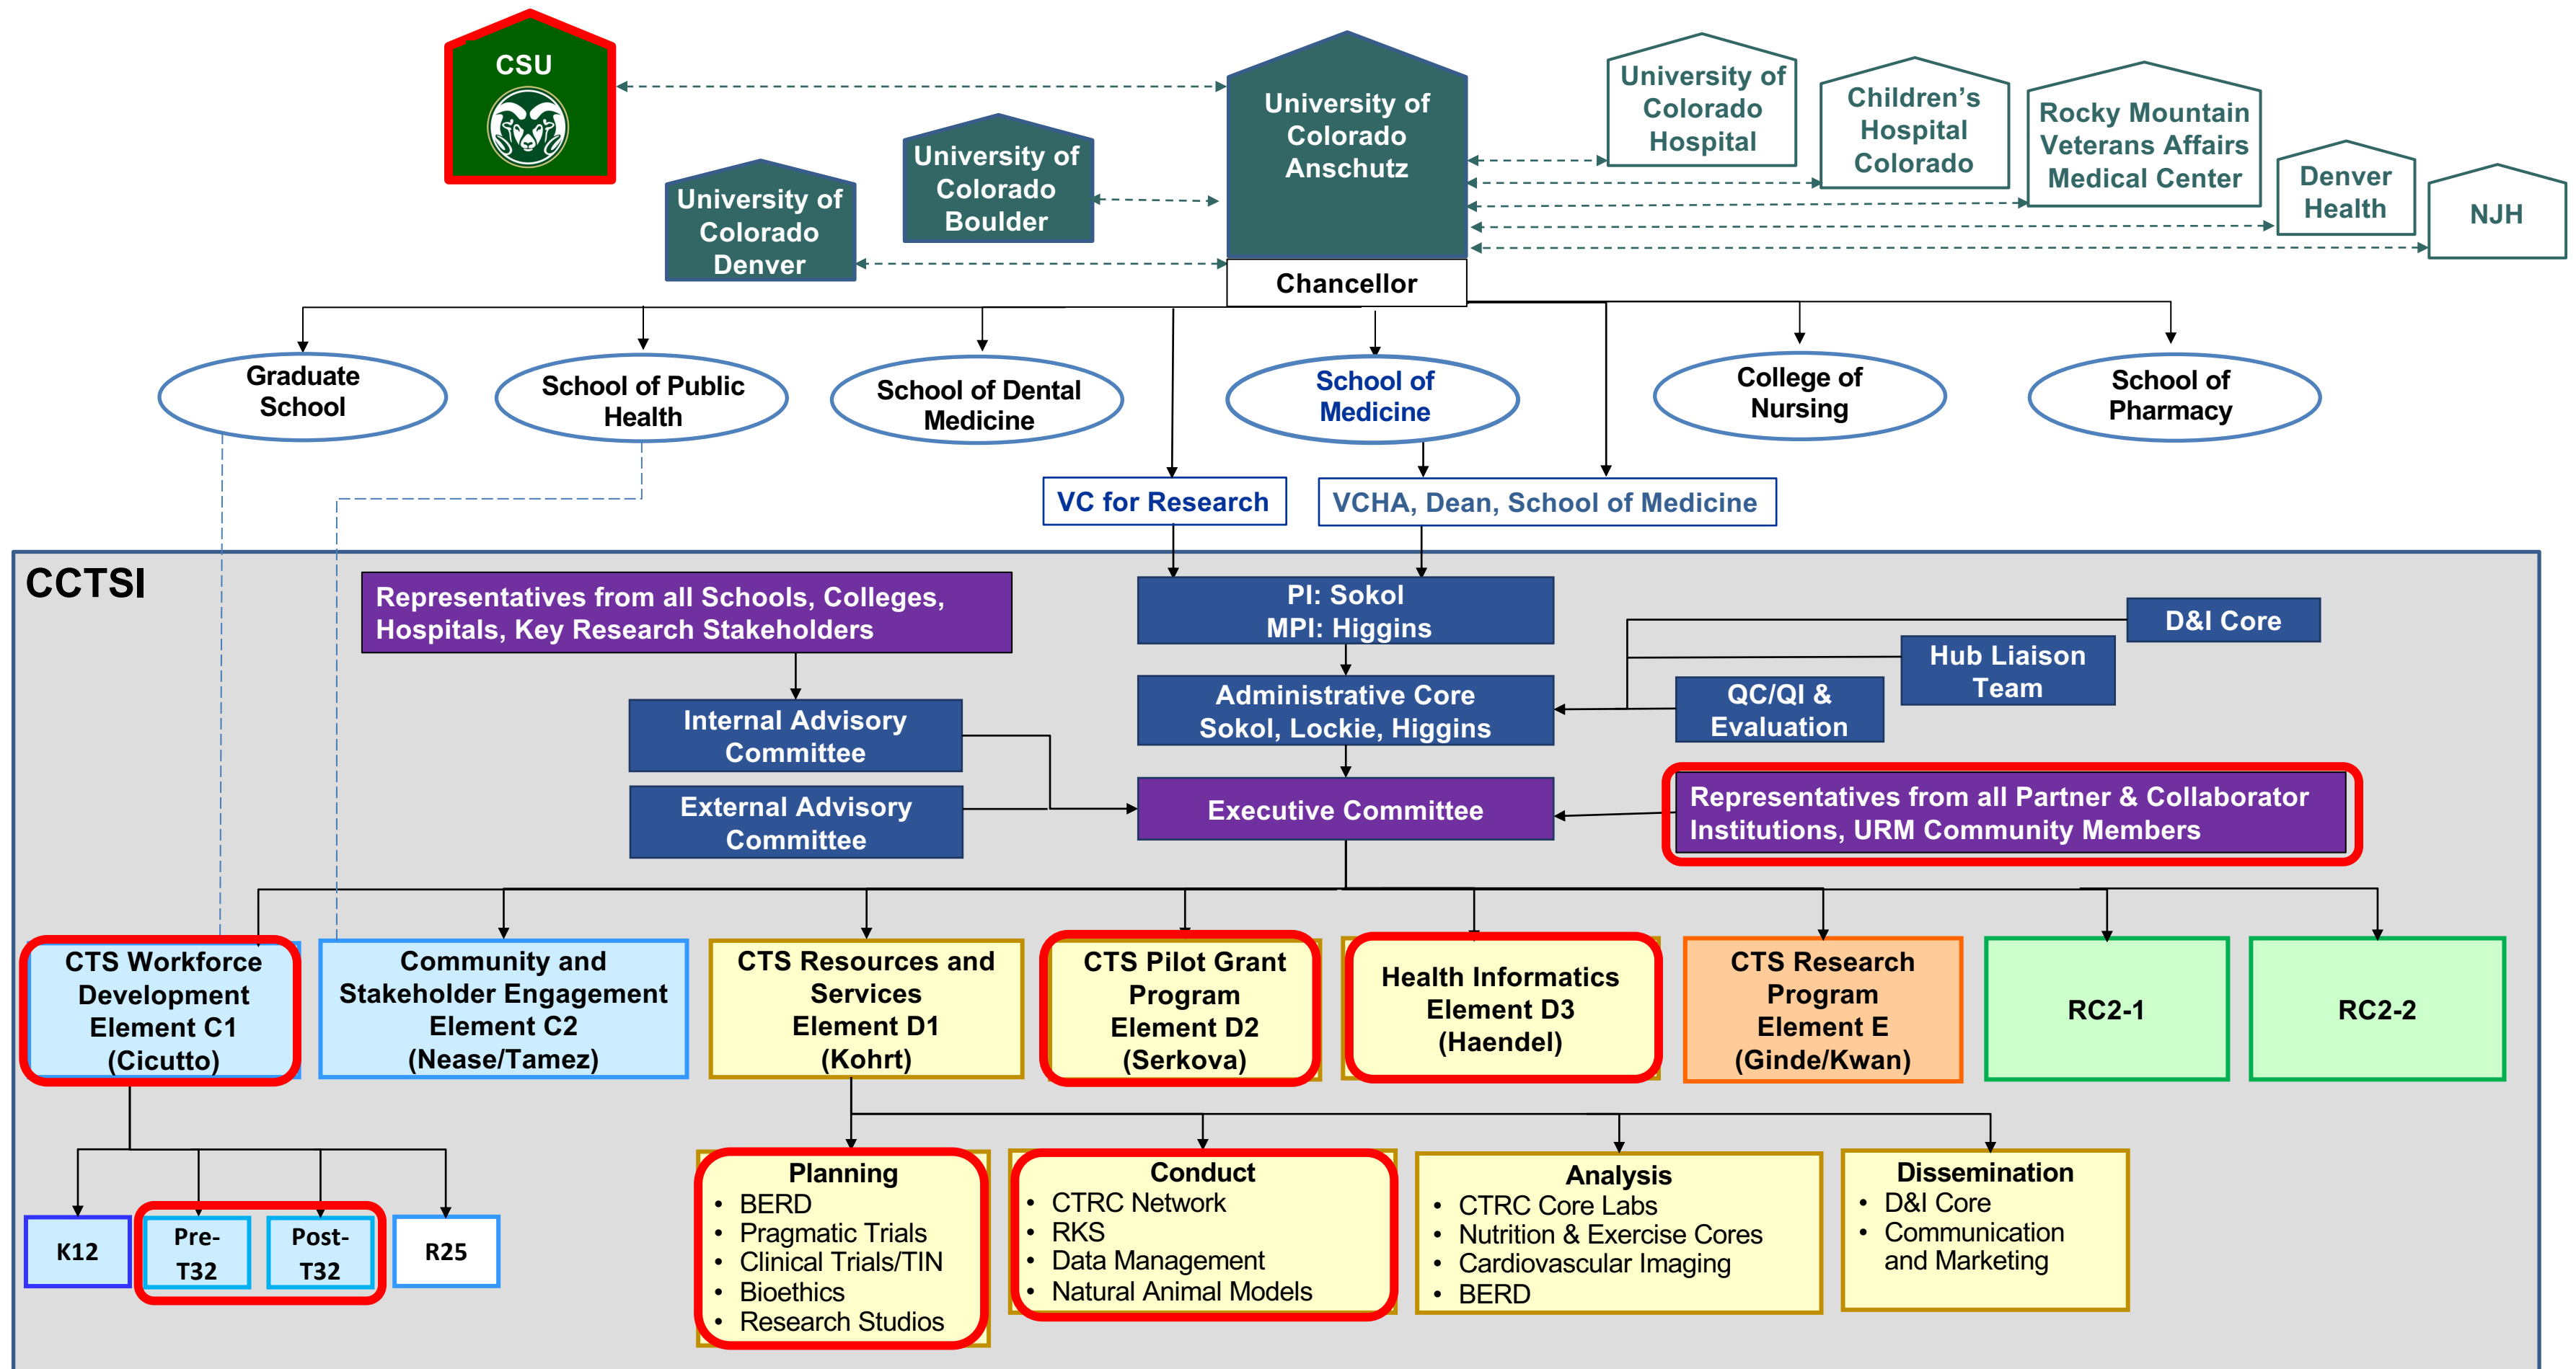 CSU
University of
Colorado
Denver
University of
Colorado
Boulder
University of
Colorado
Anschutz
Chancellor
University of
Colorado
Hospital
Children’s
Hospital
Colorado
Rocky Mountain
Veterans Affairs
Medical Center
Denver
Health
NJH
Graduate
School
School of Public
Health
School of Dental
Medicine
School of
Medicine
College of
Nursing
School of
Pharmacy
VC for Research
VCHA, Dean, School of Medicine
CCTSI
Representatives from all Schools, Colleges,
Hospitals, Key Research Stakeholders
PI: Sokol
MPI: Higgins
D&I Core
Hub Liaison
Team
QC/QI &
Evaluation
Administrative Core
Sokol, Lockie, Higgins
Internal Advisory
Committee
External Advisory
Committee
Executive Committee
Representatives from all Partner & Collaborator
Institutions, URM Community Members
CTS Workforce
Development
Element C1
(Cicutto)
Community and
Stakeholder Engagement
Element C2
(Nease/Tamez)
CTS Resources and
Services
Element D1
(Kohrt)
CTS Pilot Grant
Program
Element D2
(Serkova)
Health Informatics
Element D3
(Haendel)
CTS Research
Program
Element E
(Ginde/Kwan)
RC2-1
RC2-2
K12
Pre-
T32
Post-
T32
R25
Planning
• BERD
• Pragmatic Trials
• Clinical Trials/TIN
• Bioethics
• Research Studios
Conduct
• CTRC Network
• RKS
• Data Management
• Natural Animal Models
Analysis
• CTRC Core Labs
• Nutrition & Exercise Cores
• Cardiovascular Imaging
• BERD
Dissemination
• D&I Core
• Communication
and Marketing